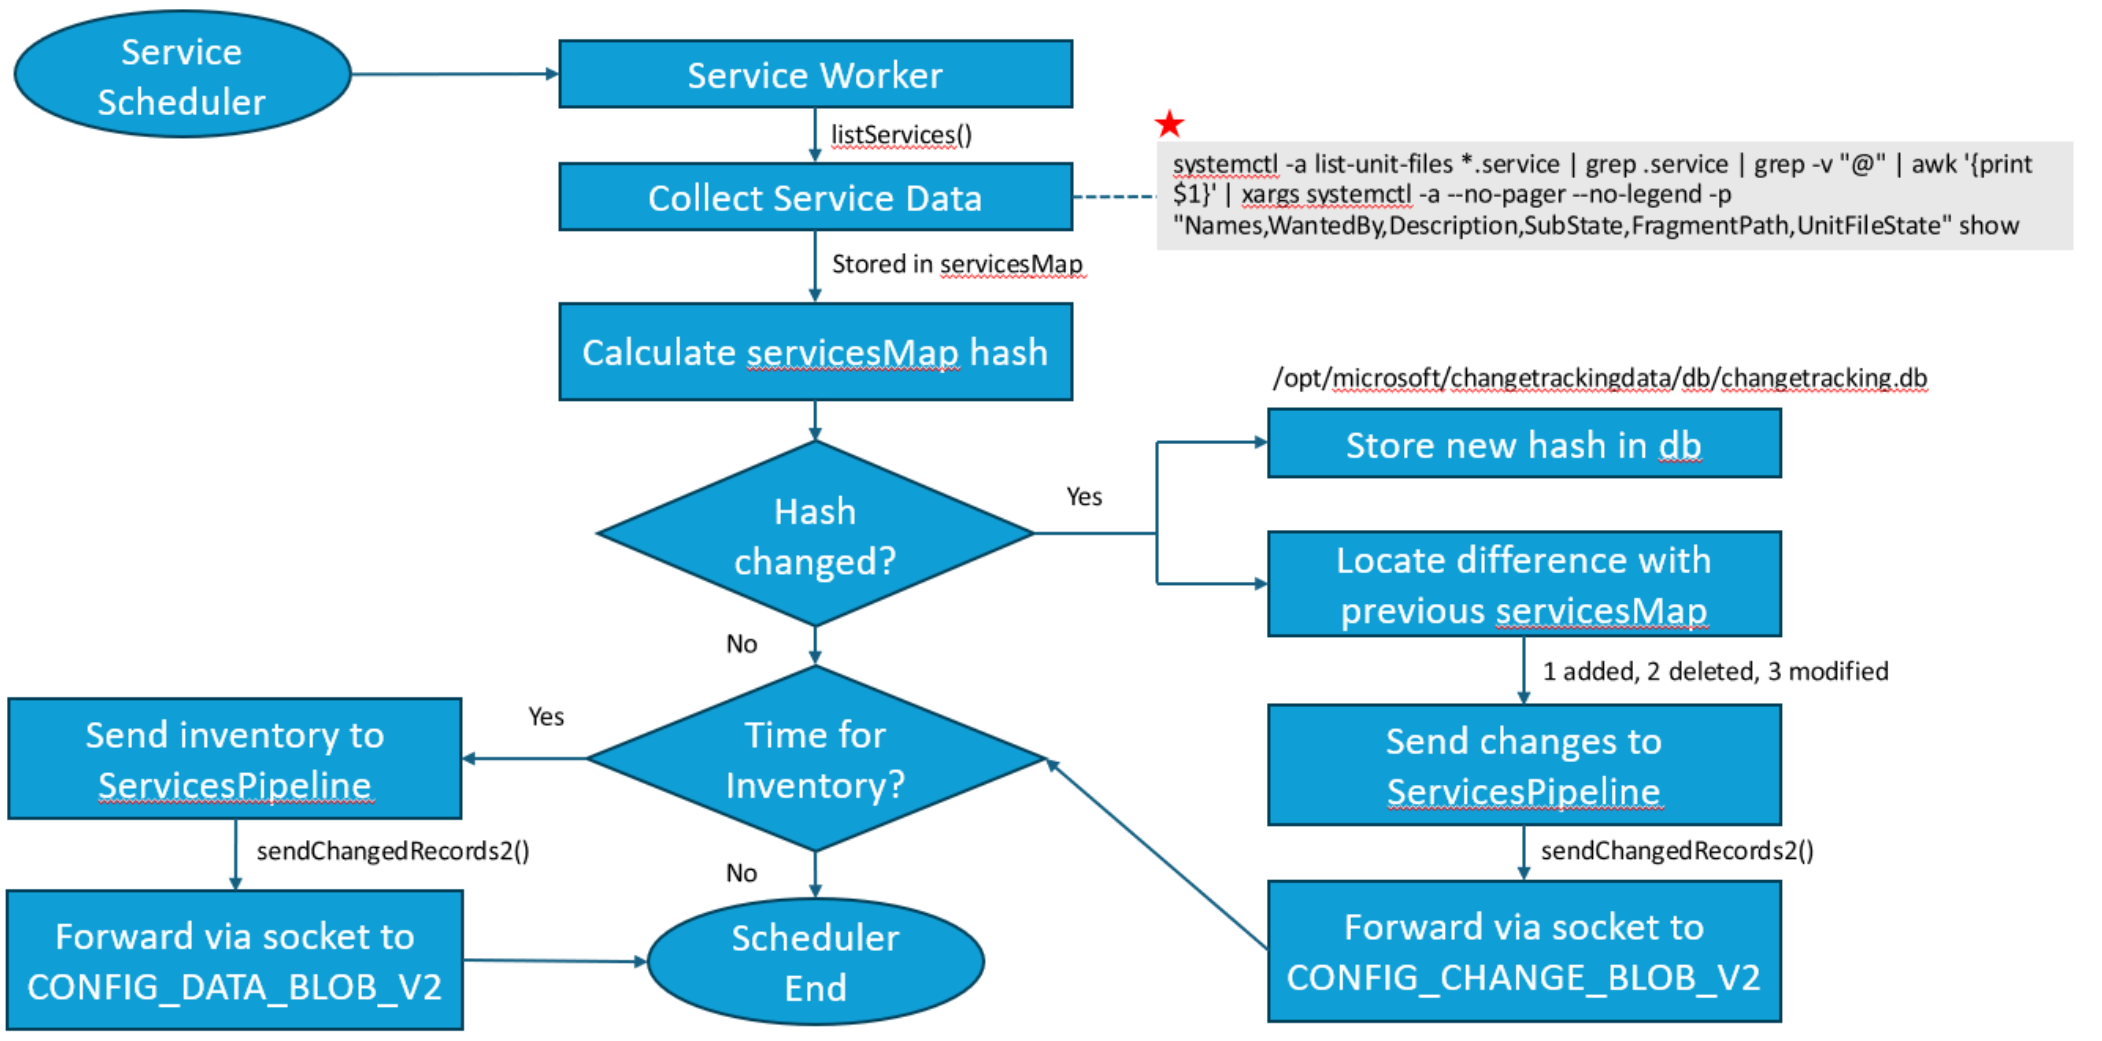 Service
Scheduler
Service Worker
listServices()
Collect Service Data
systemctl -a list-unit-files *.service | grep .service | grep -v "@" | awk '{print
$1}' | xargs systemctl -a --no-pager --no-legend -p
"Names,WantedBy,Description,SubState,FragmentPath,UnitFileState" show
Stored in servicesMap
Calculate servicesMap hash
Hash
changed?
Yes
/opt/microsoft/changetrackingdata/db/changetracking.db
Store new hash in db
Locate difference with
previous servicesMap
1 added, 2 deleted, 3 modified
Send changes to
ServicesPipeline
sendChangedRecords2()
Forward via socket to
CONFIG_CHANGE_BLOB_V2
No
Time for
Inventory?
Yes
Send inventory to
ServicesPipeline
sendChangedRecords2()
Forward via socket to
CONFIG_DATA_BLOB_V2
No
Scheduler
End